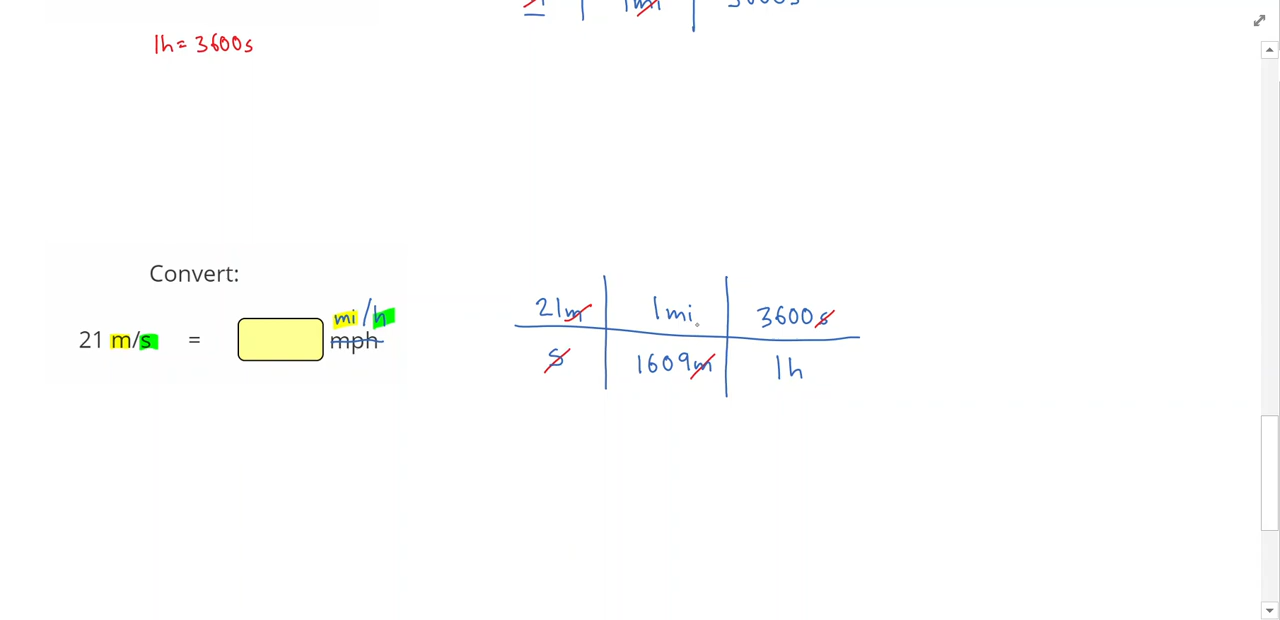 1h = 3600s
Convert:
21 m/s = mi/h
mph
21m 1mi 3600s
s 1609m 1h